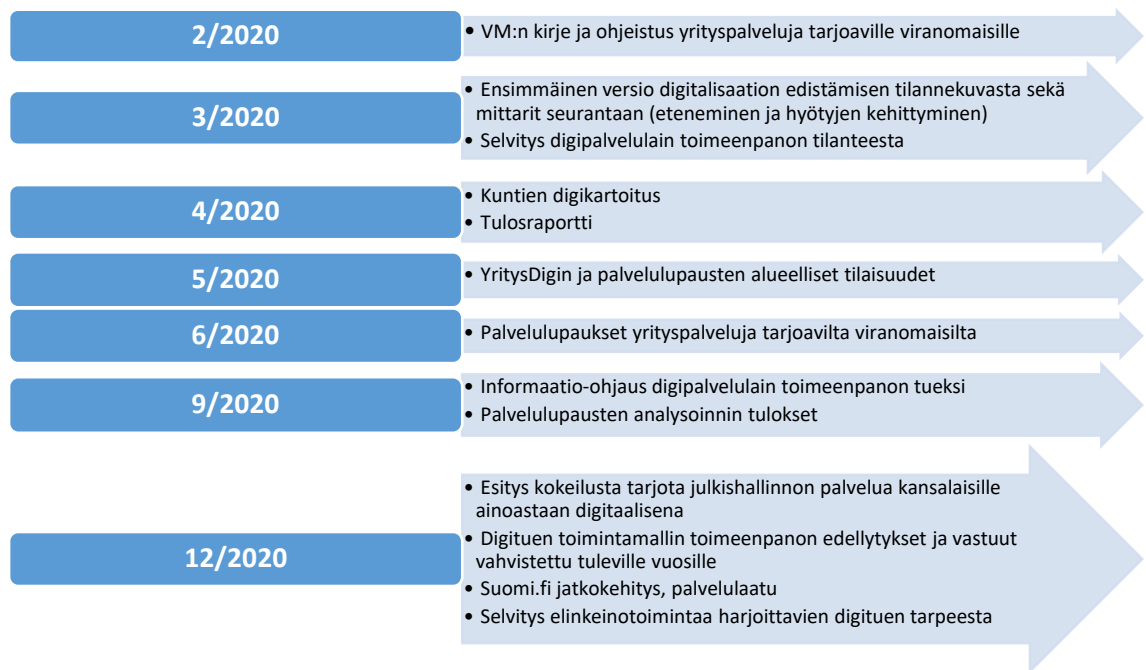 2/2020
• VM:n kirje ja ohjeistus yrityspalveluja tarjoaville viranomaisille
3/2020
• Ensimmäinen versio digitalisaation edistämisen tilannekuvasta sekä
mittarit seurantaan (eteneminen ja hyötyjen kehittyminen)
• Selvitys digipalvelulain toimeenpanon tilanteesta
4/2020
• Kuntien digikartoitus
• Tulosraportti
5/2020
• YritysDigin ja palvelulupausten alueelliset tilaisuudet
6/2020
• Palvelulupaukset yrityspalveluja tarjoavilta viranomaisilta
9/2020
• Informaatio-ohjaus digipalvelulain toimeenpanon tueksi
• Palvelulupausten analysoinnin tulokset
12/2020
• Esitys kokeilusta tarjota julkishallinnon palvelua kansalaisille
ainoastaan digitaalisena
• Digituen toimintamallin toimeenpanon edellytykset ja vastuut
vahvistettu tuleville vuosille
• Suomi.fi jatkokehitys, palvelulaatu
• Selvitys elinkeinotoimintaa harjoittavien digituen tarpeesta